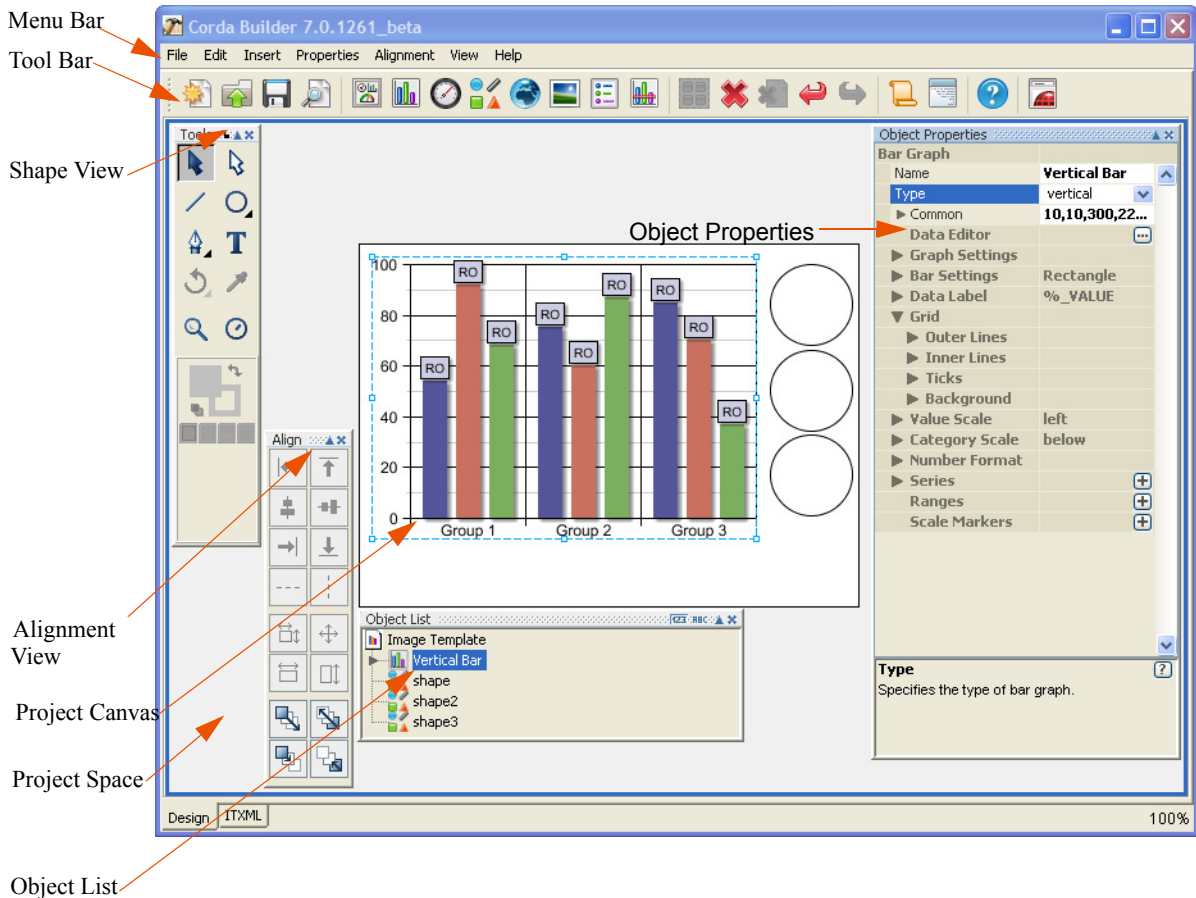 Menu Bar
Corda Builder 7.0.1261_beta
File Edit Insert Properties Alignment View Help
Tool Bar
Tools
Shape View
Object Properties
Bar Graph
Name Vertical Bar
Type vertical
Common 10,10,300,22...
Data Editor
Graph Settings
Bar Settings Rectangle
Data Label %_VALUE
Grid
Outer Lines
Inner Lines
Ticks
Background
Value Scale left
Category Scale below
Number Format
Series
Ranges
Scale Markers
Type
Specifies the type of bar graph.
Object Properties
100
80
60
40
20
0
RO
RO
RO
RO
RO
RO
RO
RO
RO
Group 1 Group 2 Group 3
Align
Object List 123 ABC
Image Template
Vertical Bar
shape
shape2
shape3
Alignment
View
Project Canvas
Project Space
Design ITXML 100%
Object List